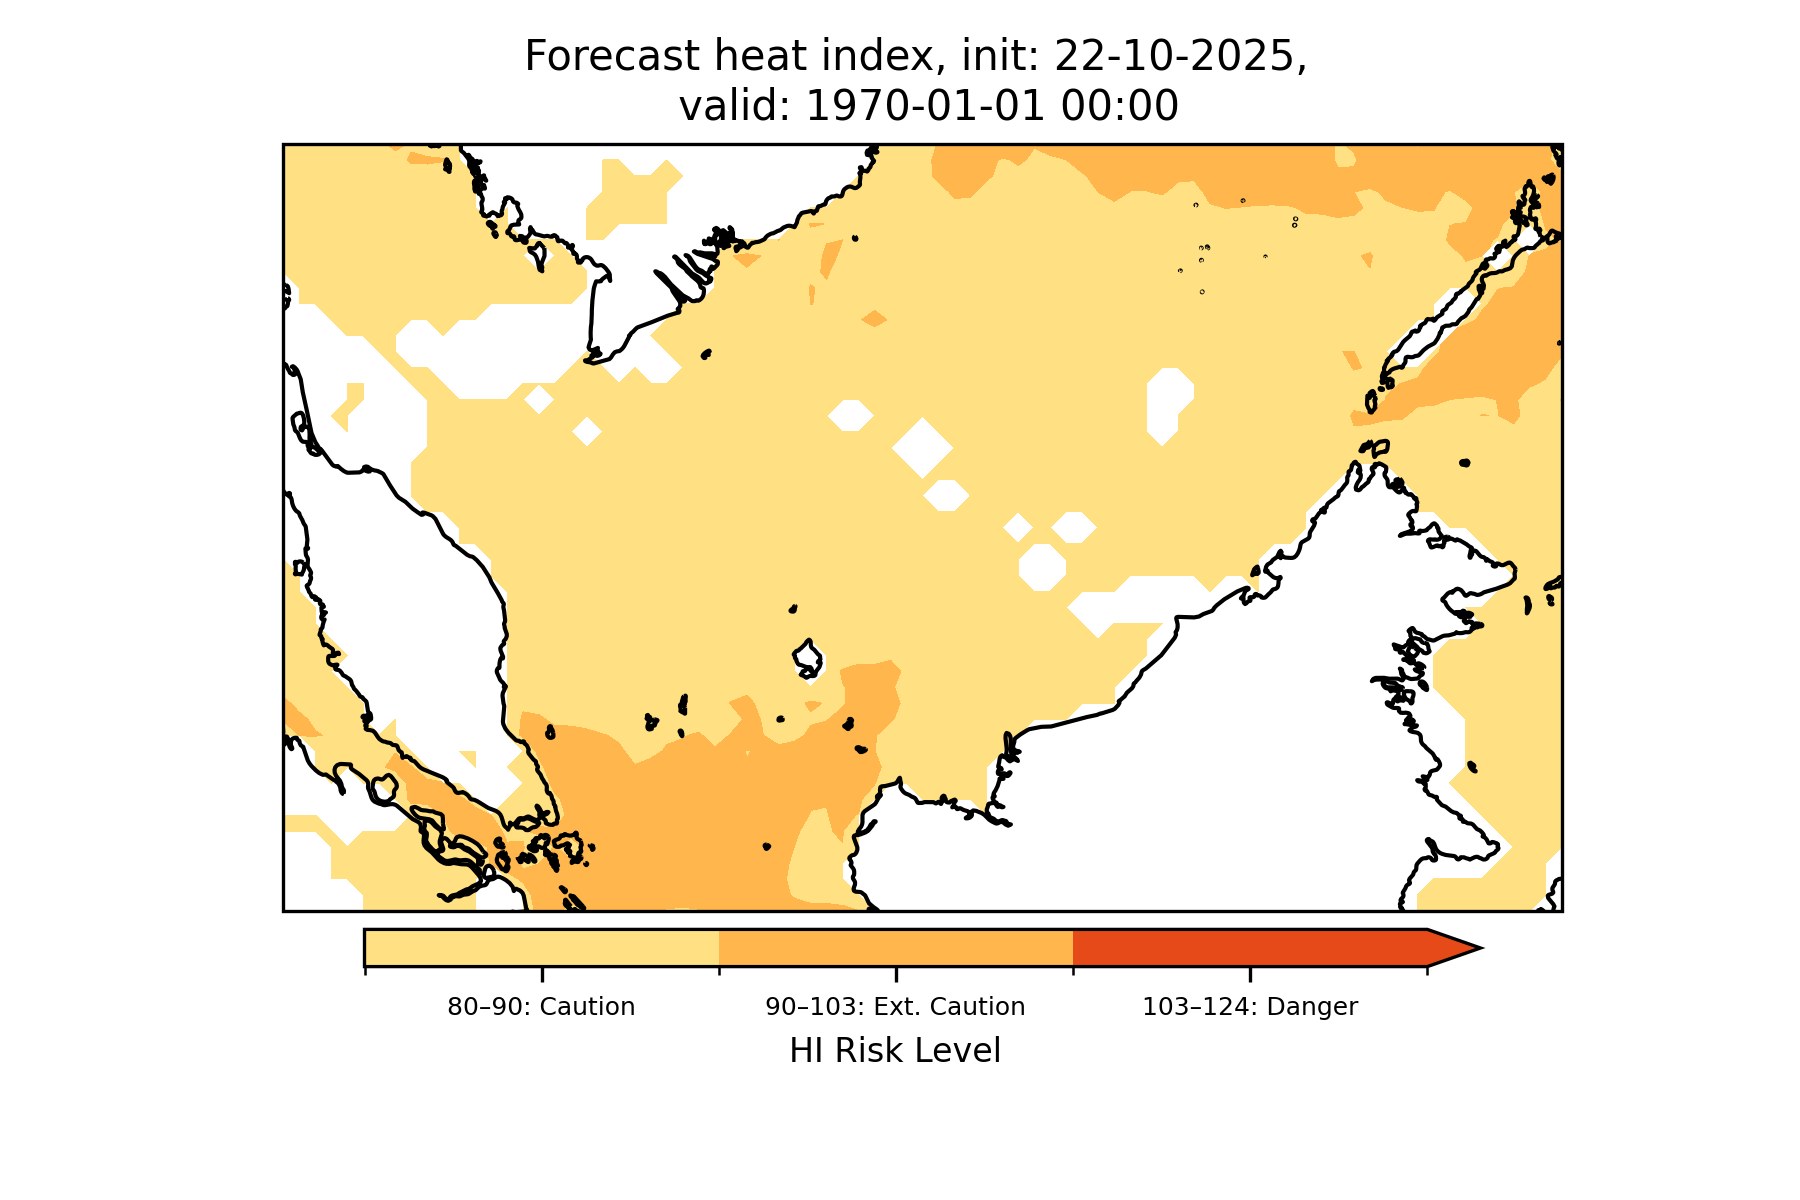 Forecast heat index, init: 22-10-2025,
valid: 1970-01-01 00:00
80–90: Caution
90–103: Ext. Caution
103–124: Danger
HI Risk Level